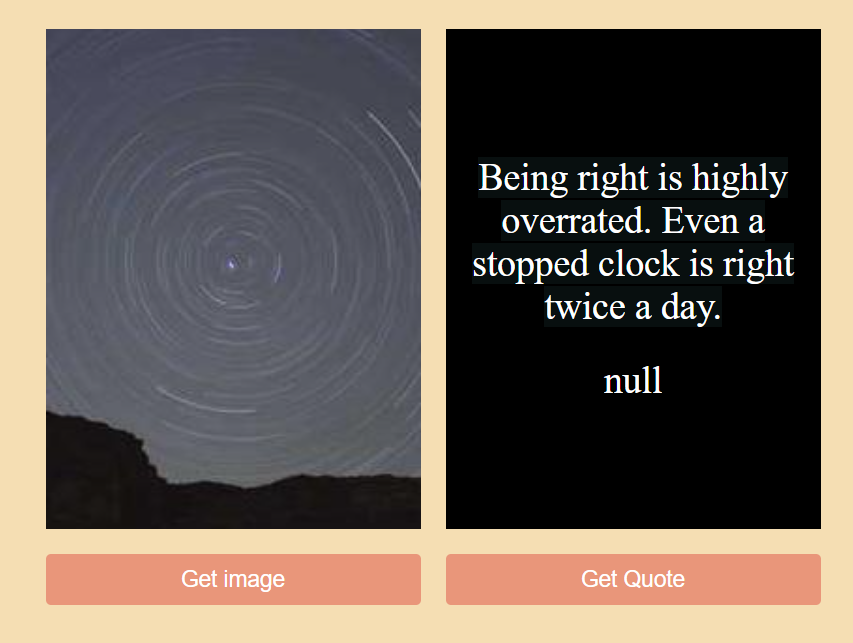 Being right is highly
overrated. Even a
stopped clock is right
twice a day.
null
Get image
Get Quote